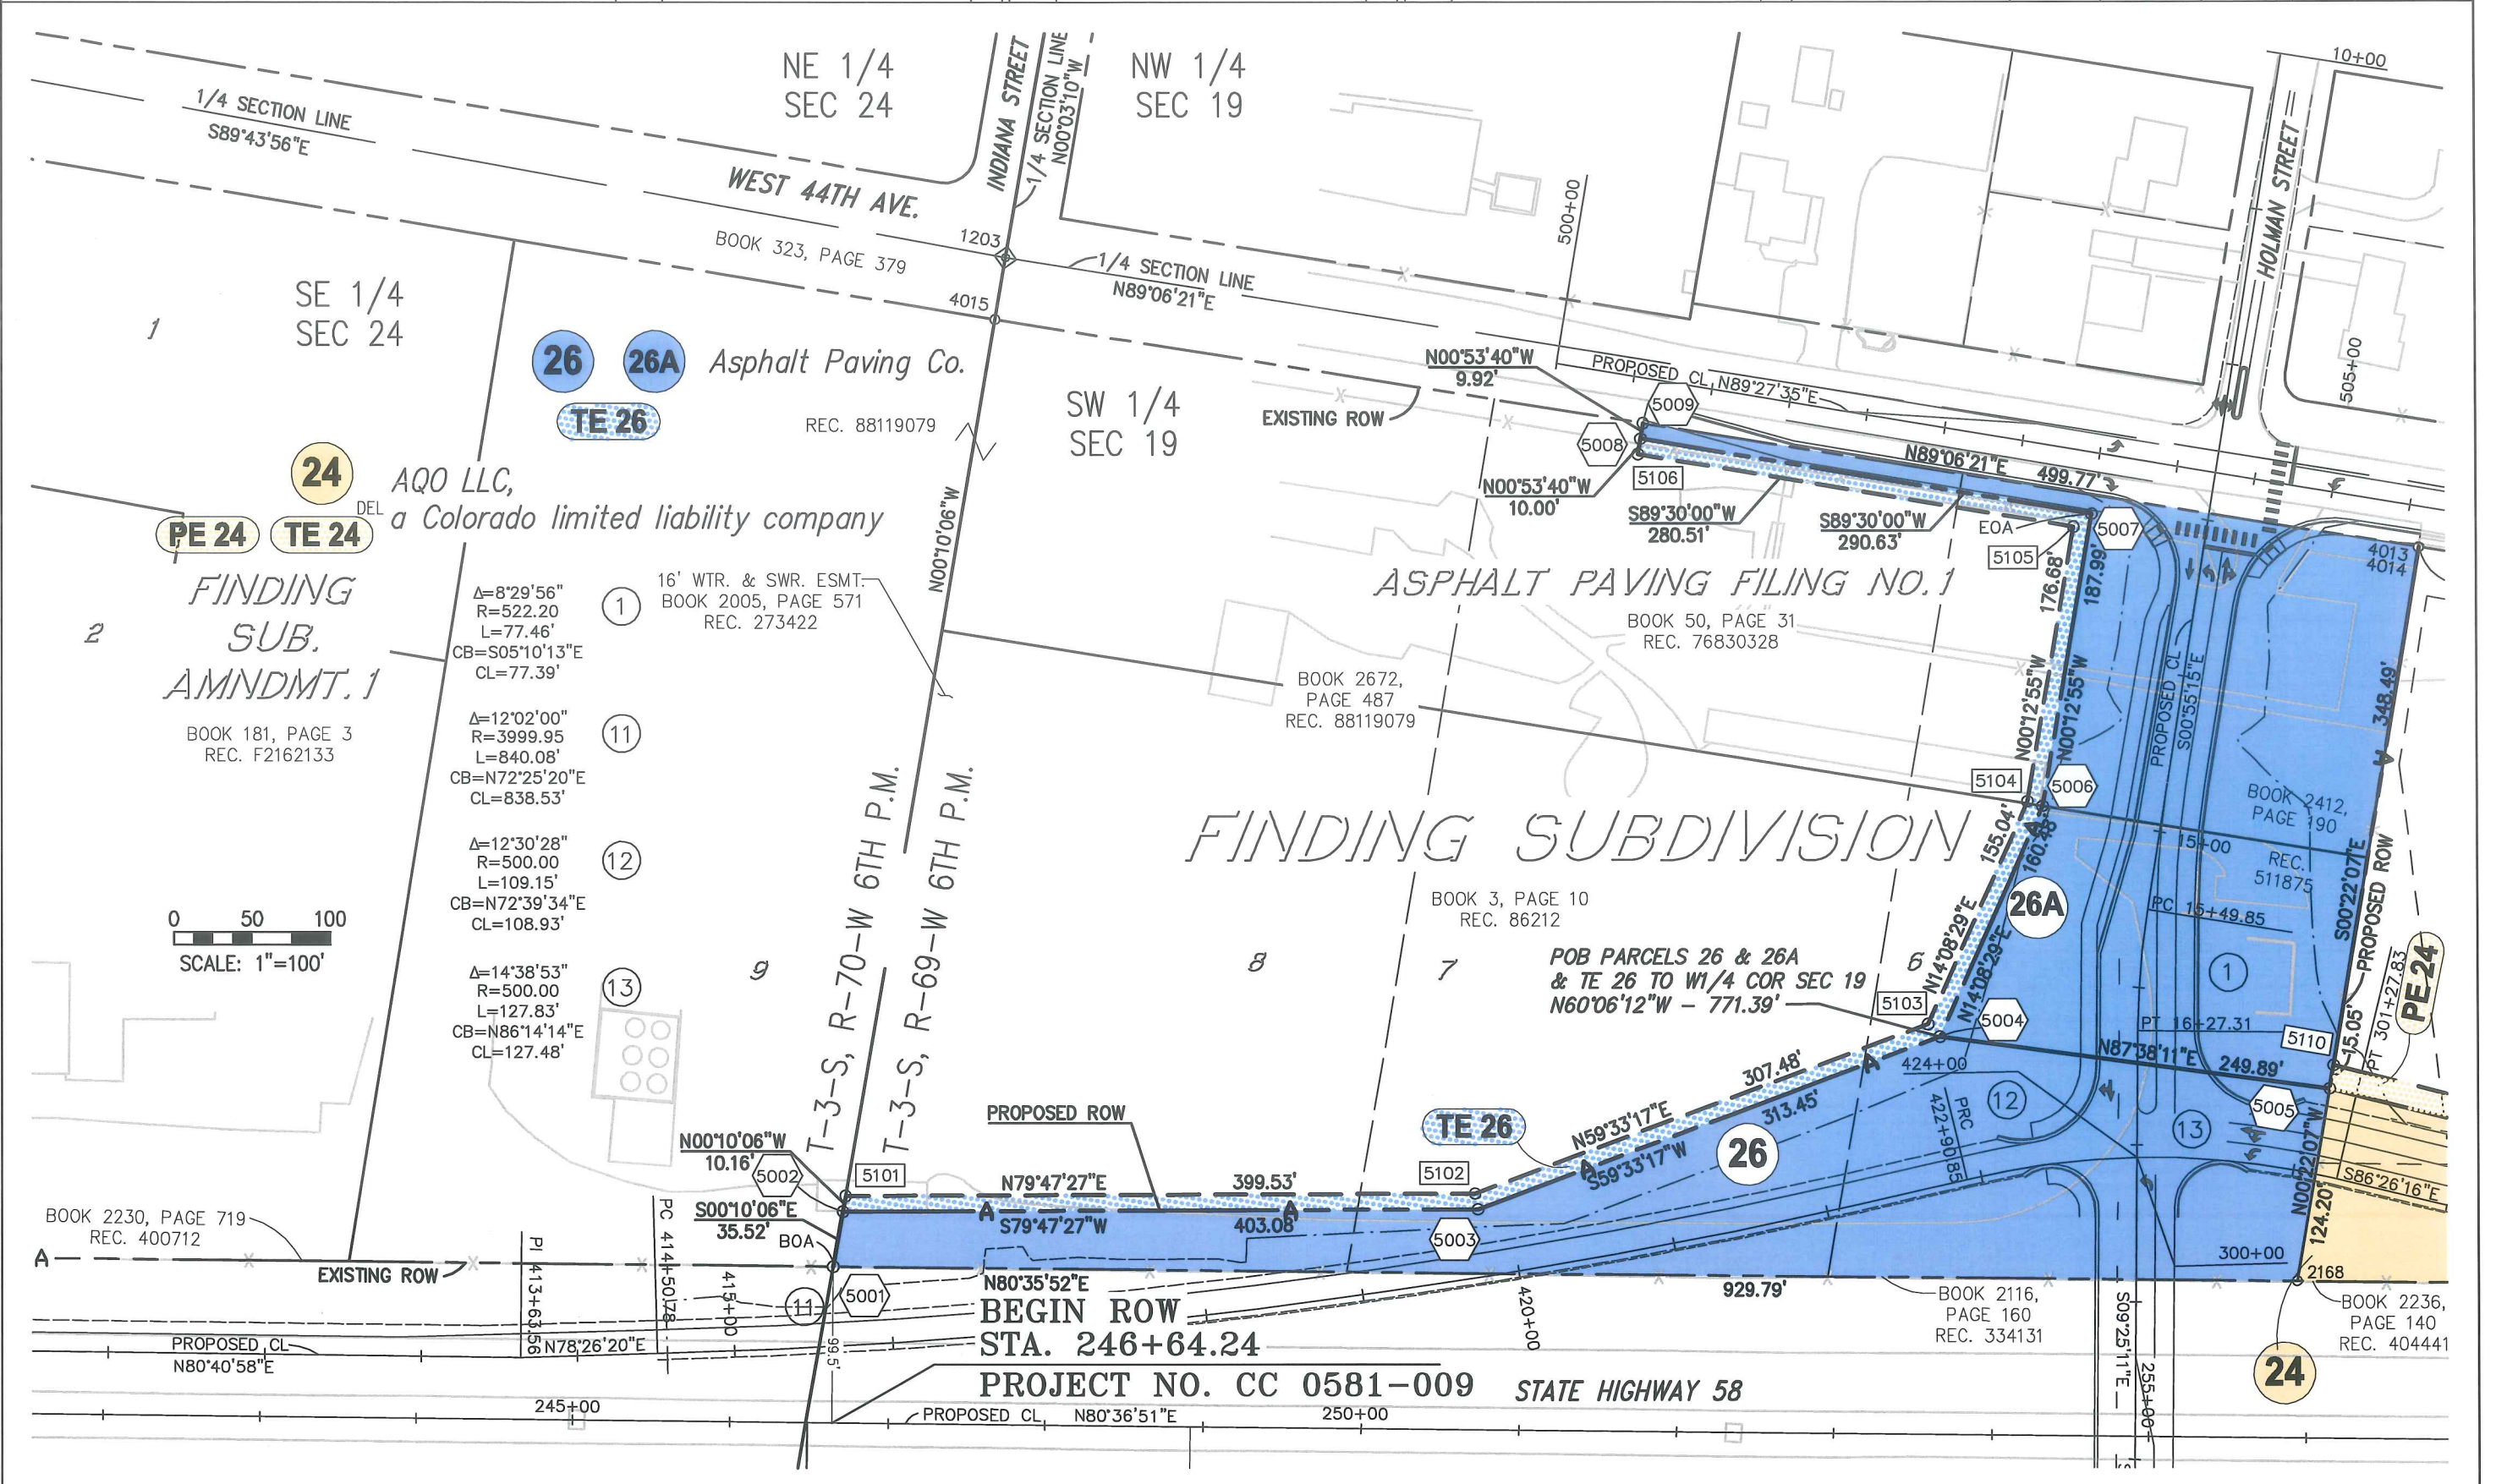 NE 1/4
SEC 24
NW 1/4
SEC 19
INDIANA STREET
1/4 SECTION LINE
N00°03'10"W
10+00
1/4 SECTION LINE
S89°43'56"E
WEST 44TH AVE.
BOOK 323, PAGE 379
1203
4015
1/4 SECTION LINE
N89°06'21"E
500+00
HOLMAN STREET
505+00
SE 1/4
SEC 24
1
26
26A
Asphalt Paving Co.
TE 26
REC. 88119079
SW 1/4
SEC 19
EXISTING ROW
N00°53'40"W
9.92'
PROPOSED CL
N89°27'35"E
5009
5008
5106
N00°53'40"W
10.00'
N89°06'21"E
499.77'
S89°30'00"W
280.51'
S89°30'00"W
290.63'
EOA
5007
5105
4013
4014
24
AQO LLC,
DEL
a Colorado limited liability company
PE 24
TE 24
FINDING
SUB.
AMNDMT. 1
2
BOOK 181, PAGE 3
REC. F2162133
Δ=8°29'56"
R=522.20
L=77.46'
CB=S05°10'13"E
CL=77.39'
1
16' WTR. & SWR. ESMT.
BOOK 2005, PAGE 571
REC. 273422
N00°10'06"W
Δ=12°02'00"
R=3999.95
L=840.08'
CB=N72°25'20"E
CL=838.53'
11
Δ=12°30'28"
R=500.00
L=109.15'
CB=N72°39'34"E
CL=108.93'
12
Δ=14°38'53"
R=500.00
L=127.83'
CB=N86°14'14"E
CL=127.48'
13
0 50 100
SCALE: 1"=100'
ASPHALT PAVING FILING NO.1
BOOK 50, PAGE 31
REC. 76830328
BOOK 2672,
PAGE 487
REC. 88119079
176.68'
187.99'
N00°12'55"W
N00°12'55"W
PROPOSED CL
S00°55'15"E
348.49'
A
5104
5006
BOOK 2412,
PAGE 190
REC.
511875
15+00
FINDING SUBDIVISION
BOOK 3, PAGE 10
REC. 86212
A
155.04'
160.48'
26A
PC 15+49.85
S00°22'07"E
PROPOSED ROW
N14°08'29"E
N14°08'29"E
T-3-S, R-70-W 6TH P.M.
T-3-S, R-69-W 6TH P.M.
9
8
7
6
POB PARCELS 26 & 26A
& TE 26 TO W1/4 COR SEC 19
N60°06'12"W - 771.39'
5103
5004
1
PT 16+27.31
5110
15.05'
PT 301+27.83
PE 24
N87°38'11"E
249.89'
424+00
PRC
422+90.85
12
13
5005
307.48'
313.45'
N59°33'17"E
S59°33'17"W
A
A
26
TE 26
PROPOSED ROW
N00°10'06"W
10.16'
5002
5101
5102
N79°47'27"E
399.53'
A
A
S79°47'27"W
403.08'
5003
S00°10'06"E
35.52'
BOA
N00°22'07"W
124.20'
S86°26'16"E
300+00
2168
BOOK 2230, PAGE 719
REC. 400712
A
EXISTING ROW
PI 413+63.56
PC 414+50.78
415+00
11
5001
99.5'
N80°35'52"E
929.79'
420+00
BOOK 2116,
PAGE 160
REC. 334131
BOOK 2236,
PAGE 140
REC. 404441
24
S09°25'11"E
255+00
BEGIN ROW
STA. 246+64.24
PROJECT NO. CC 0581-009
STATE HIGHWAY 58
PROPOSED CL
N80°40'58"E
N78°26'20"E
245+00
PROPOSED CL
N80°36'51"E
250+00